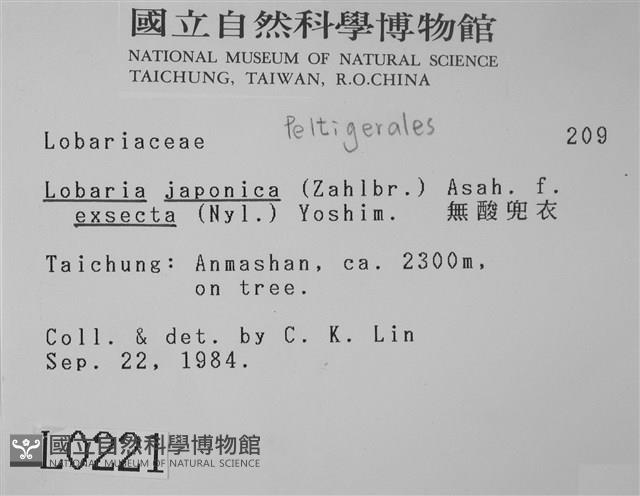 國立自然科學博物館
NATIONAL MUSEUM OF NATURAL SCIENCE
TAICHUNG, TAIWAN, R.O.CHINA
Lobariaceae Peltigerales 209
Lobaria japonica (Zahlbr.) Asah. f.
exsecta (Nyl.) Yoshim. 無酸兜衣
Taichung: Anmashan, ca. 2300m,
on tree.
Coll. & det. by C. K. Lin
Sep. 22, 1984.
L0221
國立自然科學博物館
NATIONAL MUSEUM OF NATURAL SCIENCE